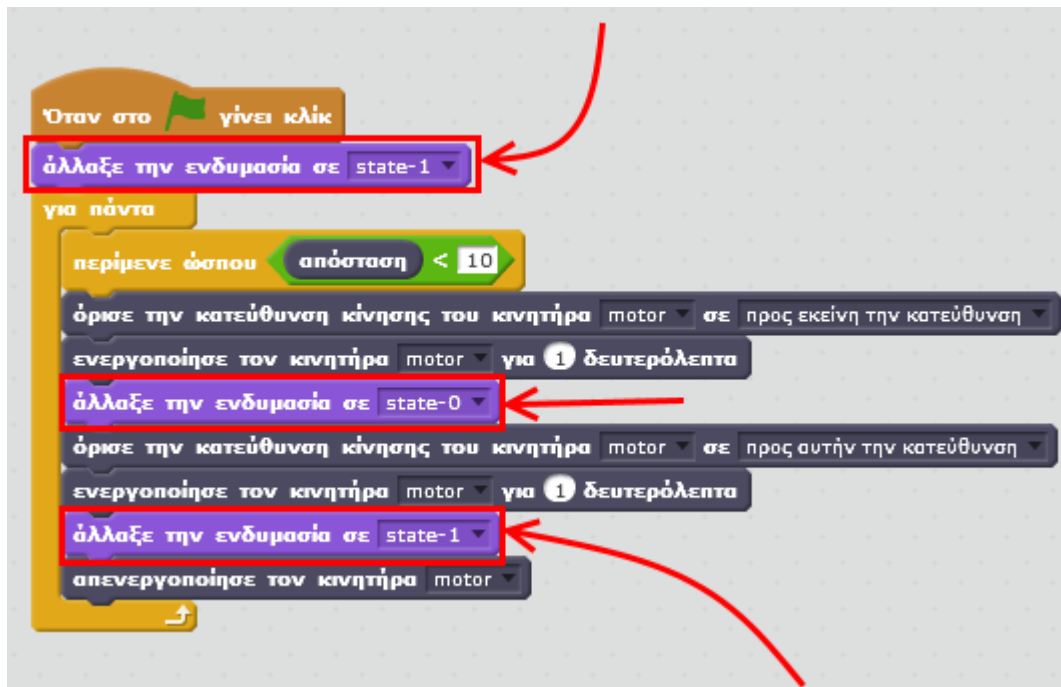 Όταν στο γίνει κλίκ
άλλαξε την ενδυμασία σε state-1
για πάντα
περίμενε ώσπου απόσταση < 10
όρισε την κατεύθυνση κίνησης του κινητήρα motor σε προς εκείνη την κατεύθυνση
ενεργοποίησε τον κινητήρα motor για 1 δευτερόλεπτα
άλλαξε την ενδυμασία σε state-0
όρισε την κατεύθυνση κίνησης του κινητήρα motor σε προς αυτήν την κατεύθυνση
ενεργοποίησε τον κινητήρα motor για 1 δευτερόλεπτα
άλλαξε την ενδυμασία σε state-1
απενεργοποίησε τον κινητήρα motor